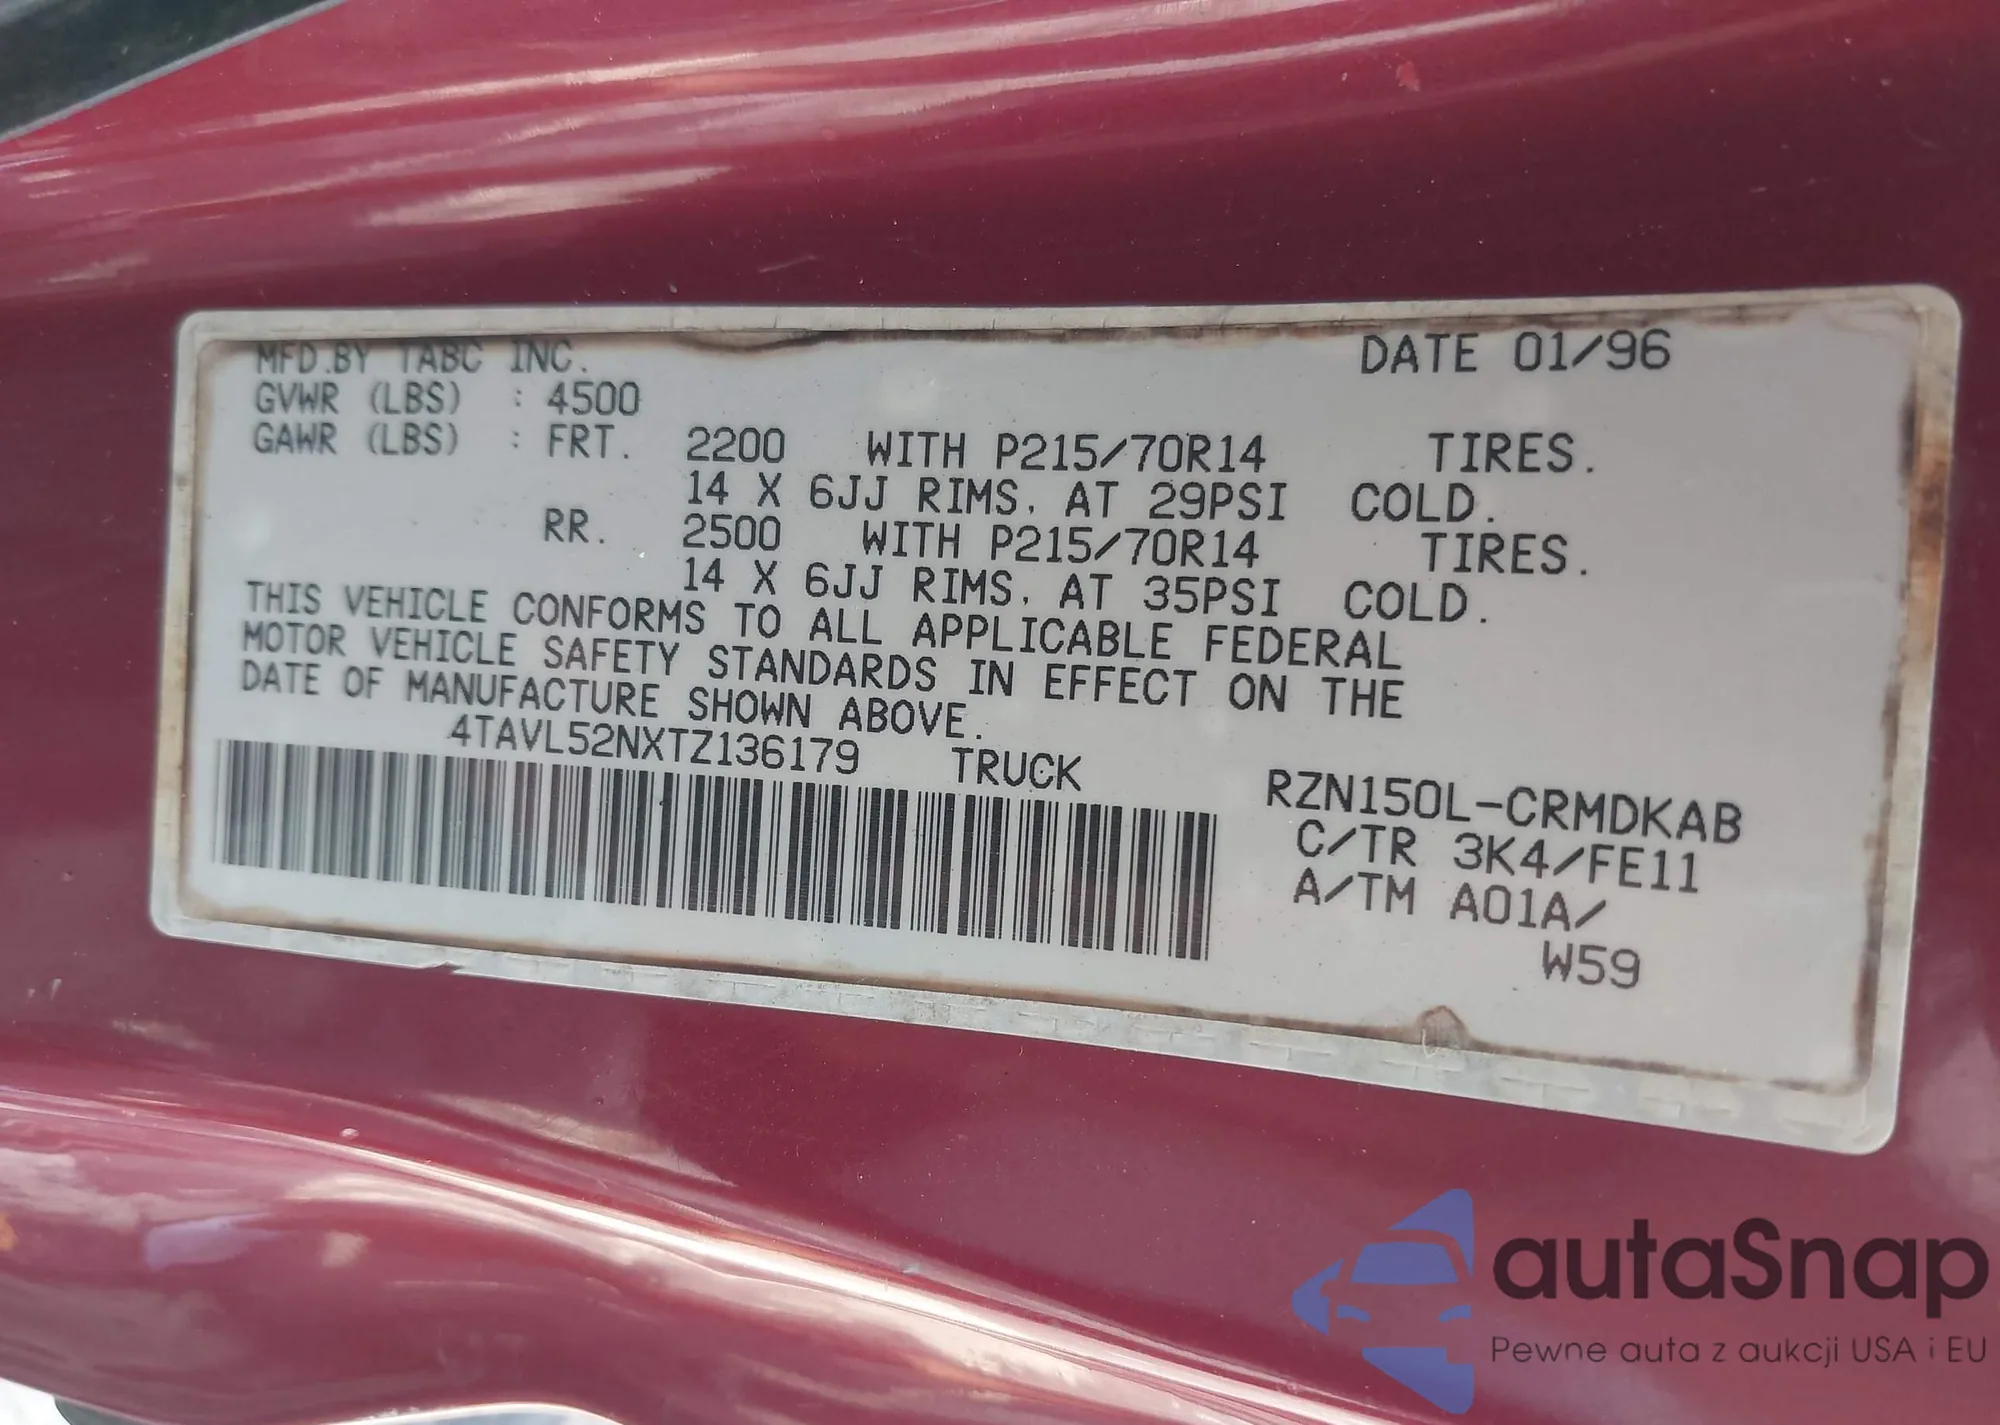 MFD.BY TABC INC. DATE 01/96
GVWR (LBS) : 4500
GAWR (LBS) : FRT. 2200 WITH P215/70R14 TIRES.
14 X 6JJ RIMS, AT 29PSI COLD.
RR. 2500 WITH P215/70R14 TIRES.
14 X 6JJ RIMS, AT 35PSI COLD.
THIS VEHICLE CONFORMS TO ALL APPLICABLE FEDERAL
MOTOR VEHICLE SAFETY STANDARDS IN EFFECT ON THE
DATE OF MANUFACTURE SHOWN ABOVE.
4TAVL52NXTZ136179 TRUCK RZN150L-CRMDKAB
C/TR 3K4/FE11
A/TM A01A/
W59
autaSnap
Pewne auta z aukcji USA i EU